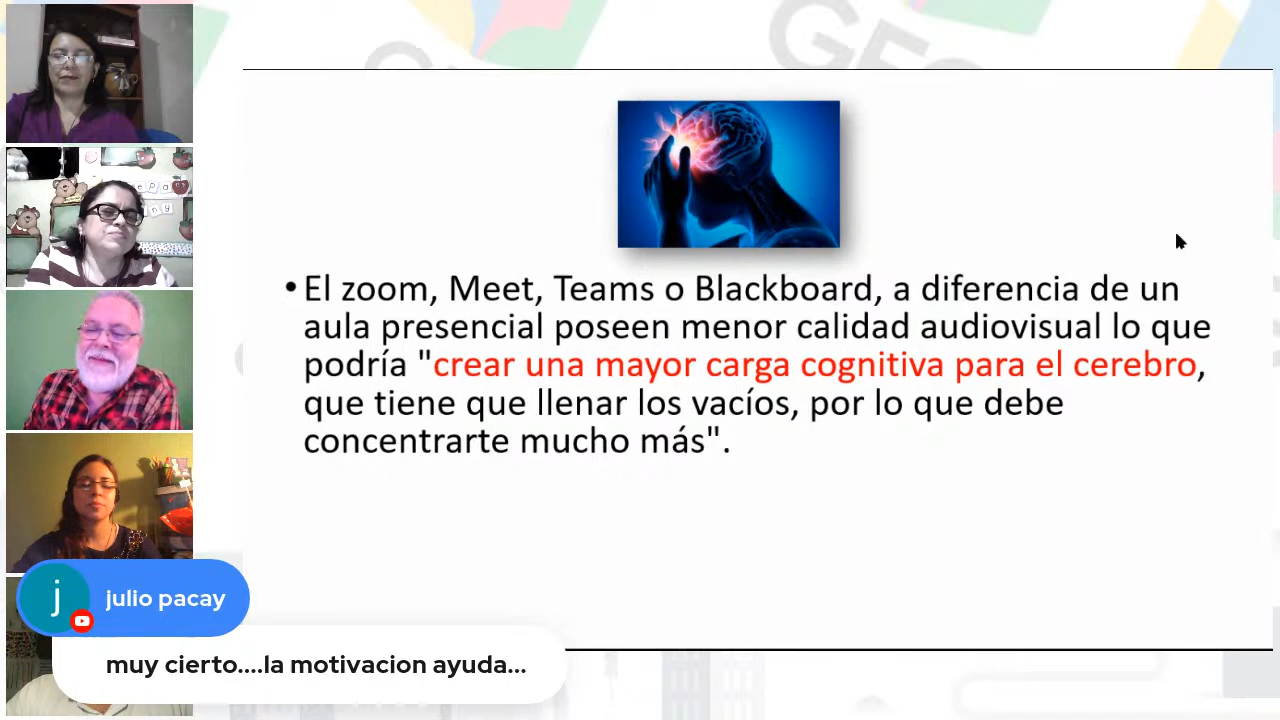 GEG
• El zoom, Meet, Teams o Blackboard, a diferencia de un
aula presencial poseen menor calidad audiovisual lo que
podría "crear una mayor carga cognitiva para el cerebro,
que tiene que llenar los vacíos, por lo que debe
concentrarte mucho más".
j
julio pacay
muy cierto....la motivacion ayuda...